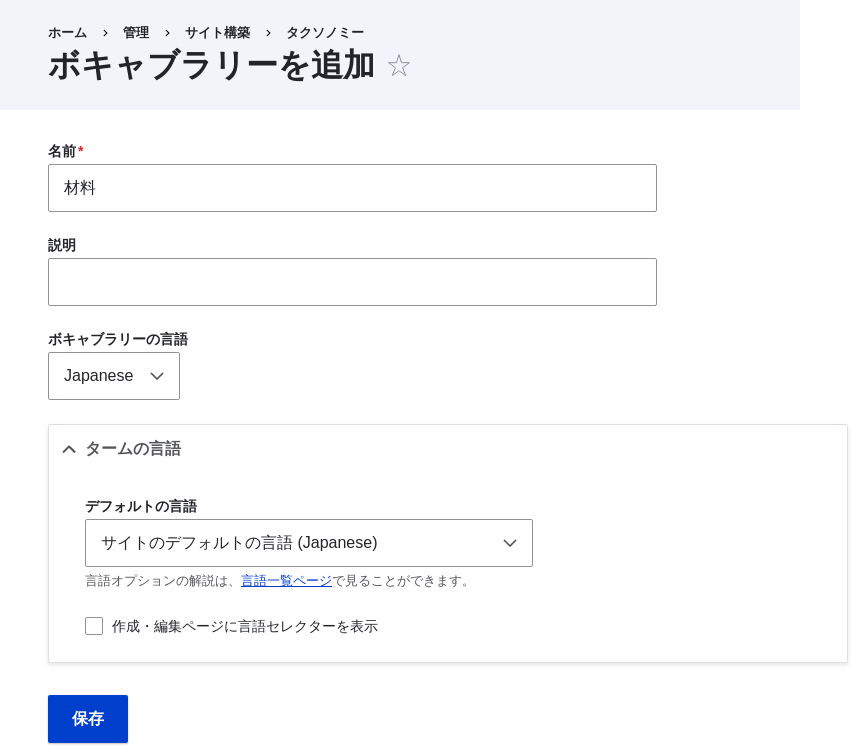 ホーム › 管理 › サイト構築 › タクソノミー
ボキャブラリーを追加
名前*
材料
説明
ボキャブラリーの言語
Japanese
タームの言語
デフォルトの言語
サイトのデフォルトの言語 (Japanese)
言語オプションの解説は、言語一覧ページで見ることができます。
作成・編集ページに言語セレクターを表示
保存